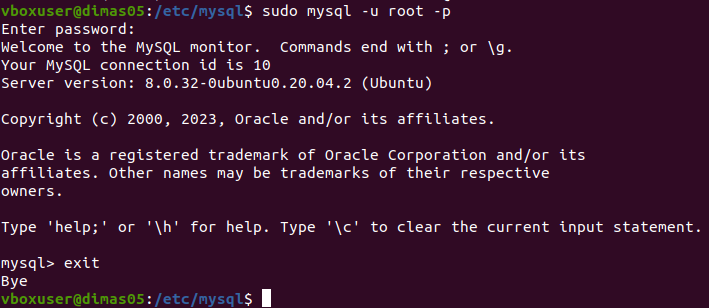 vboxuser@dimas05:/etc/mysql$ sudo mysql -u root -p
Enter password:
Welcome to the MySQL monitor.  Commands end with ; or \g.
Your MySQL connection id is 10
Server version: 8.0.32-0ubuntu0.20.04.2 (Ubuntu)

Copyright (c) 2000, 2023, Oracle and/or its affiliates.

Oracle is a registered trademark of Oracle Corporation and/or its
affiliates. Other names may be trademarks of their respective
owners.

Type 'help;' or '\h' for help. Type '\c' to clear the current input statement.

mysql> exit
Bye
vboxuser@dimas05:/etc/mysql$